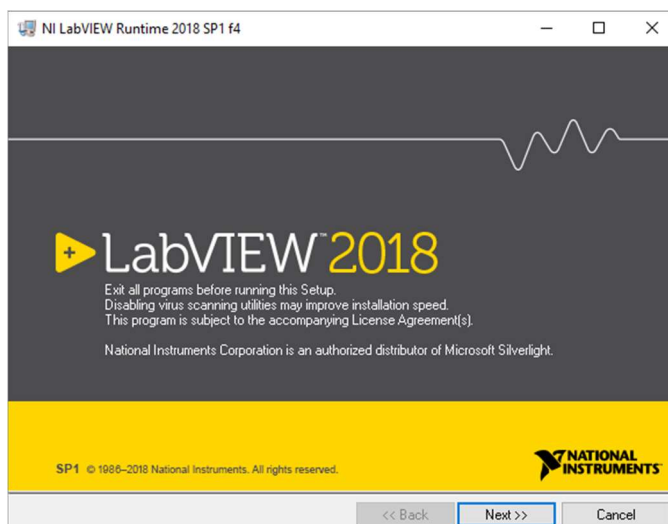 NI LabVIEW Runtime 2018 SP1 f4
LabVIEW™ 2018
Exit all programs before running this Setup.
Disabling virus scanning utilities may improve installation speed.
This program is subject to the accompanying License Agreement(s).
National Instruments Corporation is an authorized distributor of Microsoft Silverlight.
SP1 © 1986–2018 National Instruments. All rights reserved.
NATIONAL
INSTRUMENTS
<< Back Next >> Cancel